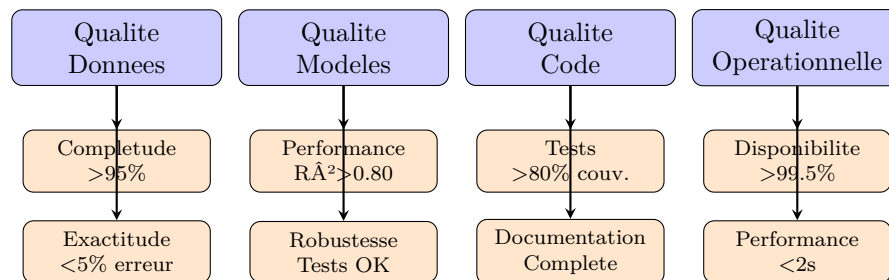 Qualite
Donnees
Qualite
Modeles
Qualite
Code
Qualite
Operationnelle
Completude
>95%
Performance
RÂ²>0.80
Tests
>80% couv.
Disponibilite
>99.5%
Exactitude
<5% erreur
Robustesse
Tests OK
Documentation
Complete
Performance
<2s